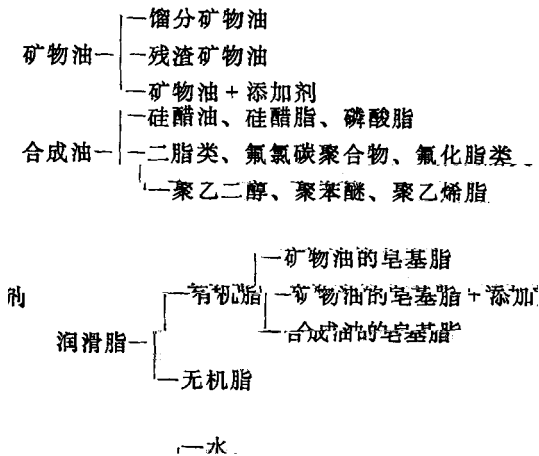 馏分矿物油
矿物油
残渣矿物油
矿物油+添加剂
硅醋油、硅醋脂、磷酸脂
合成油
二脂类、氟氯碳聚合物、氟化脂类
聚乙二醇、聚苯醚、聚乙烯脂
矿物油的皂基脂
剂
有机脂
矿物油的皂基脂+添加
合成油的皂基脂
润滑脂
无机脂
水